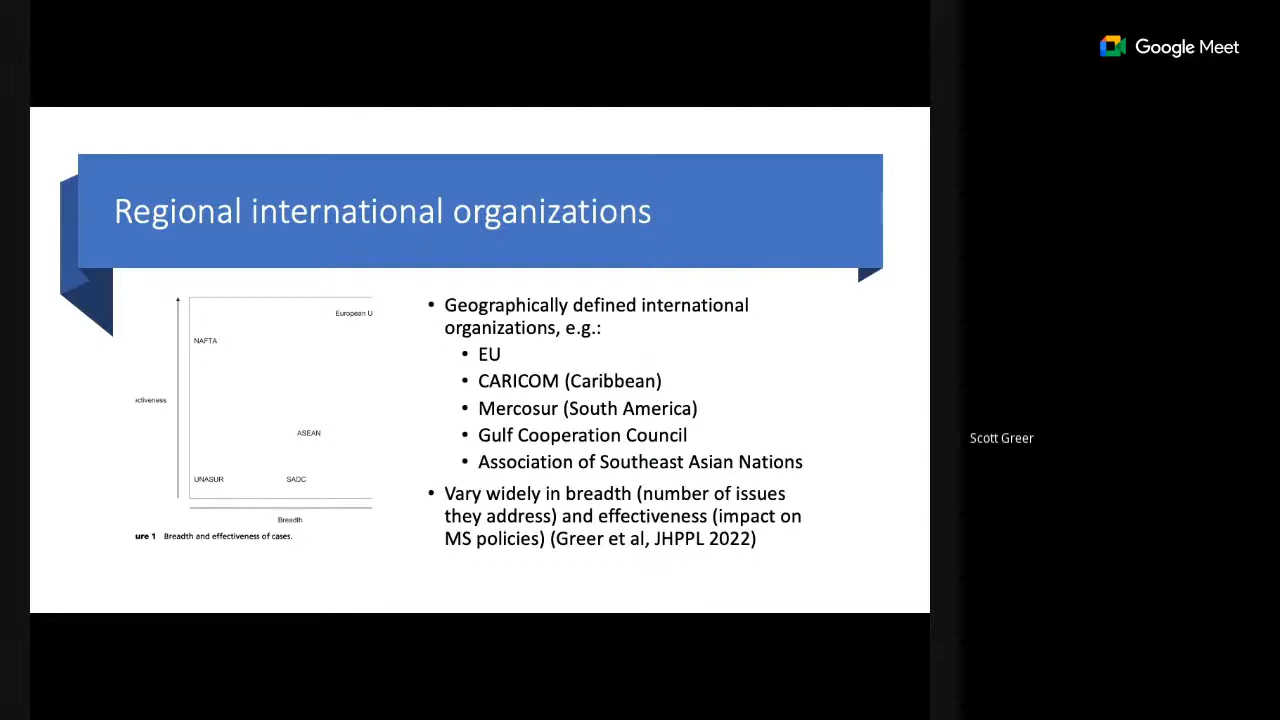 Google Meet
Regional international organizations
European U
NAFTA
ctiveness
ASEAN
UNASUR
SADC
Breadth
ure 1 Breadth and effectiveness of cases.
• Geographically defined international
organizations, e.g.:
• EU
• CARICOM (Caribbean)
• Mercosur (South America)
• Gulf Cooperation Council
• Association of Southeast Asian Nations
• Vary widely in breadth (number of issues
they address) and effectiveness (impact on
MS policies) (Greer et al, JHPPL 2022)
Scott Greer